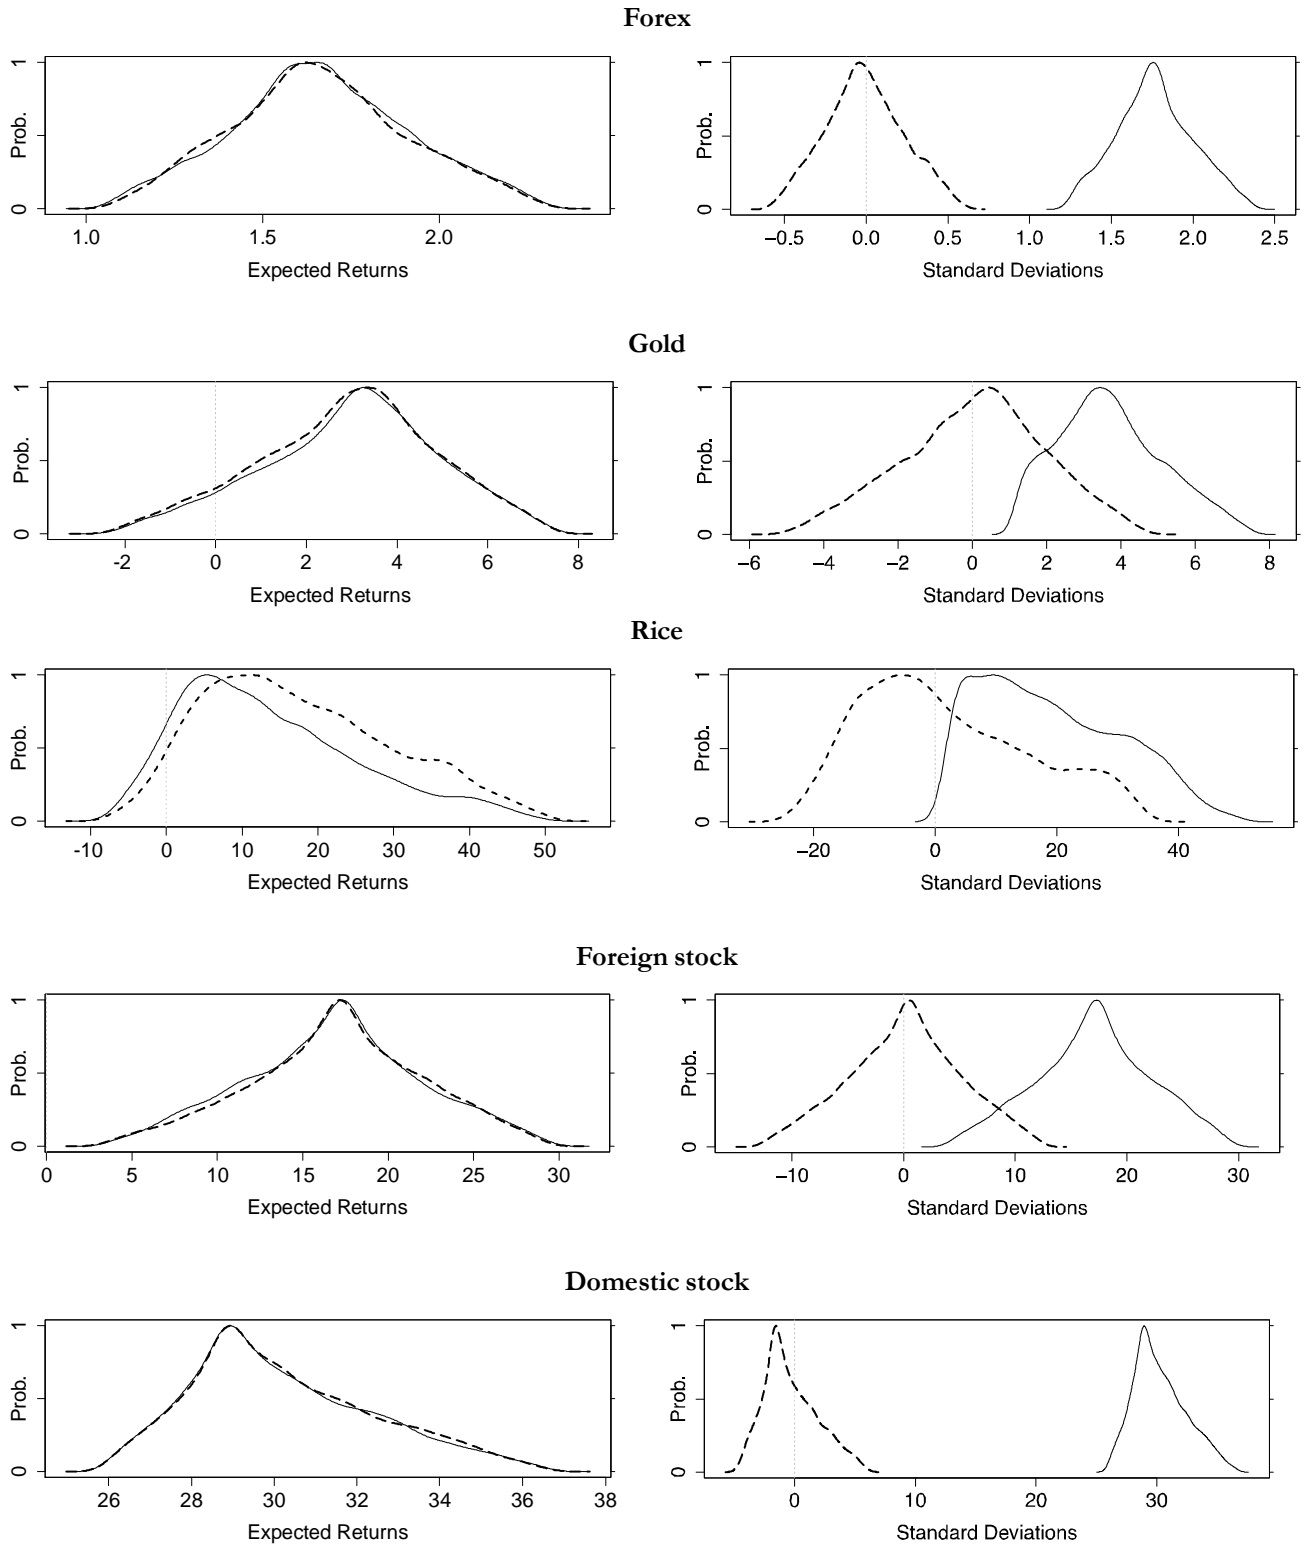 Forex
Prob.
0
1
1.0 1.5 2.0
Expected Returns
Prob.
0
1
−0.5 0.0 0.5 1.0 1.5 2.0 2.5
Standard Deviations
Gold
Prob.
0
1
-2 0 2 4 6 8
Expected Returns
Prob.
0
1
−6 −4 −2 0 2 4 6 8
Standard Deviations
Rice
Prob.
0
1
-10 0 10 20 30 40 50
Expected Returns
Prob.
0
1
−20 0 20 40
Standard Deviations
Foreign stock
Prob.
0
1
0 5 10 15 20 25 30
Expected Returns
Prob.
0
1
−10 0 10 20 30
Standard Deviations
Domestic stock
Prob.
0
1
26 28 30 32 34 36 38
Expected Returns
Prob.
0
1
0 10 20 30
Standard Deviations